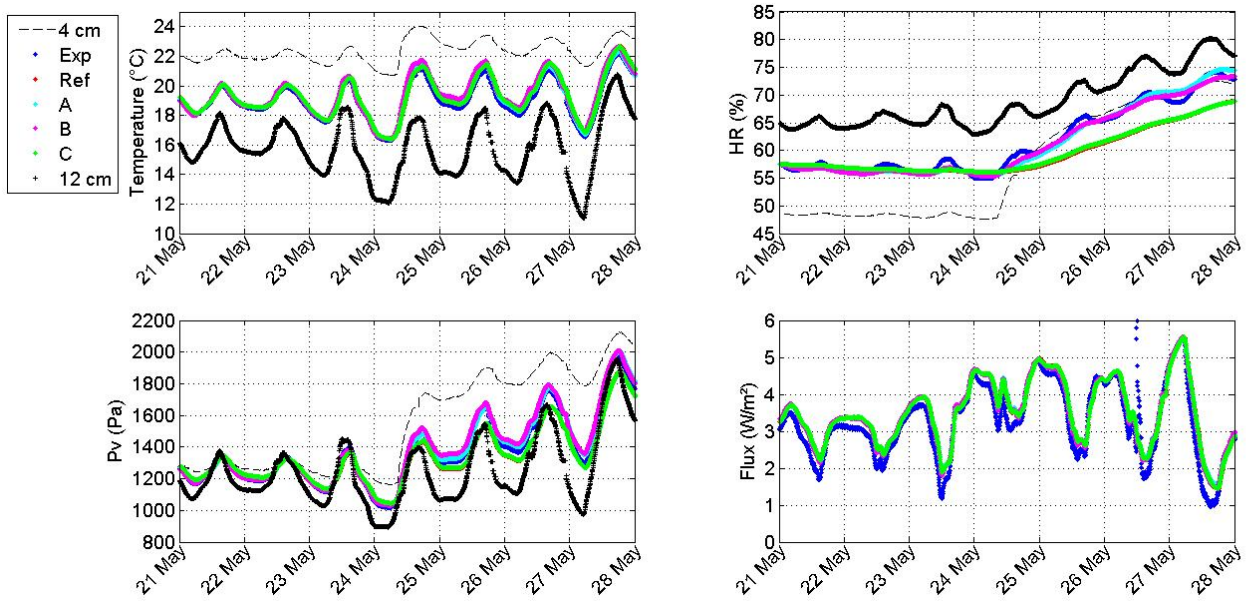 4 cm
Exp
Ref
A
B
C
12 cm
Temperature (°C)
24
22
20
18
16
14
12
10
21 May
22 May
23 May
24 May
25 May
26 May
27 May
28 May
HR (%)
85
80
75
70
65
60
55
50
45
21 May
22 May
23 May
24 May
25 May
26 May
27 May
28 May
Pv (Pa)
2200
2000
1800
1600
1400
1200
1000
800
21 May
22 May
23 May
24 May
25 May
26 May
27 May
28 May
Flux (W/m²)
6
5
4
3
2
1
0
21 May
22 May
23 May
24 May
25 May
26 May
27 May
28 May